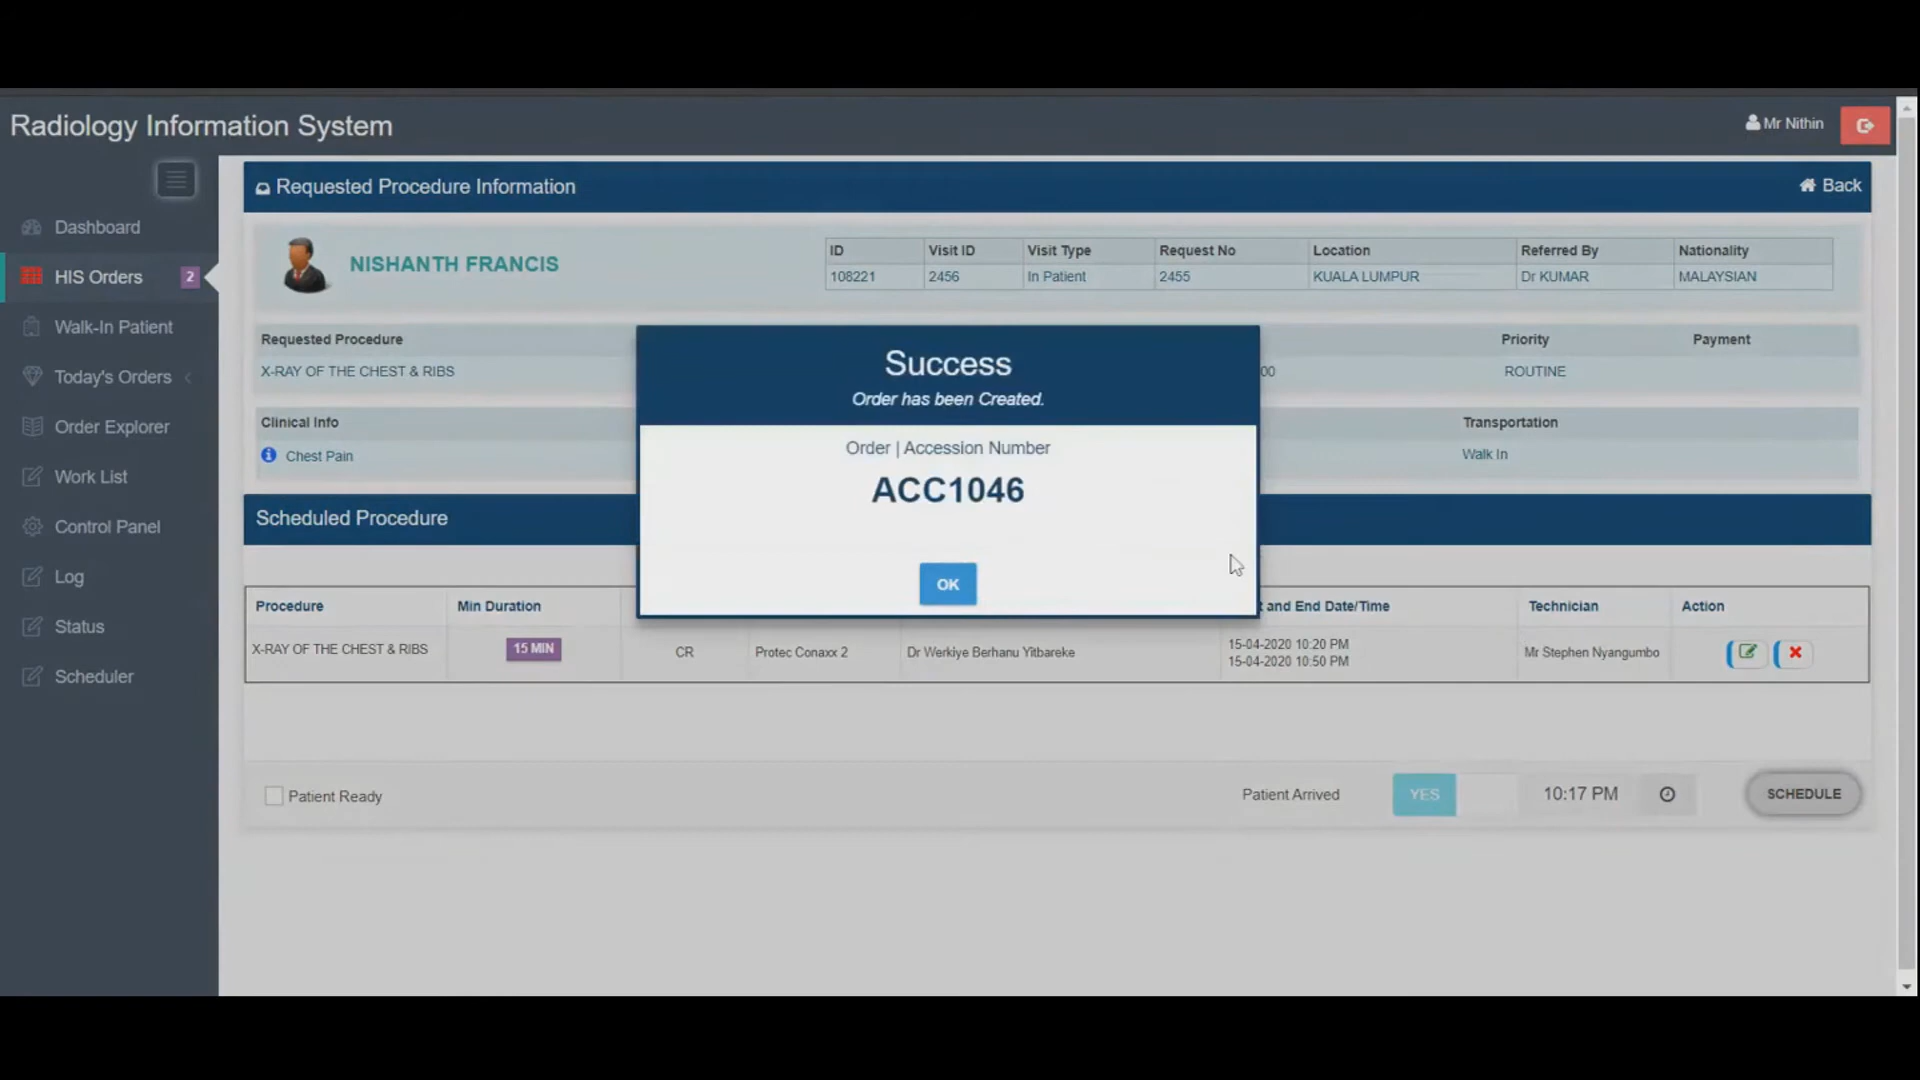 Radiology Information System
Mr Nithin
Requested Procedure Information
Back
Dashboard
HIS Orders 2
Walk-In Patient
Today's Orders
Order Explorer
Work List
Control Panel
Log
Status
Scheduler
NISHANTH FRANCIS
ID Visit ID Visit Type Request No Location Referred By Nationality
108221 2456 In Patient 2455 KUALA LUMPUR Dr KUMAR MALAYSIAN
Requested Procedure Priority Payment
X-RAY OF THE CHEST & RIBS 00 ROUTINE
Clinical Info Transportation
Chest Pain Walk In
Success
Order has been Created.
Order | Accession Number
ACC1046
OK
Scheduled Procedure
Procedure Min Duration and End Date/Time Technician Action
X-RAY OF THE CHEST & RIBS 15 MIN CR Protec Conaxx 2 Dr Werkiye Berhanu Yitbareke 15-04-2020 10:20 PM Mr Stephen Nyangumbo
15-04-2020 10:50 PM
Patient Ready Patient Arrived YES 10:17 PM SCHEDULE